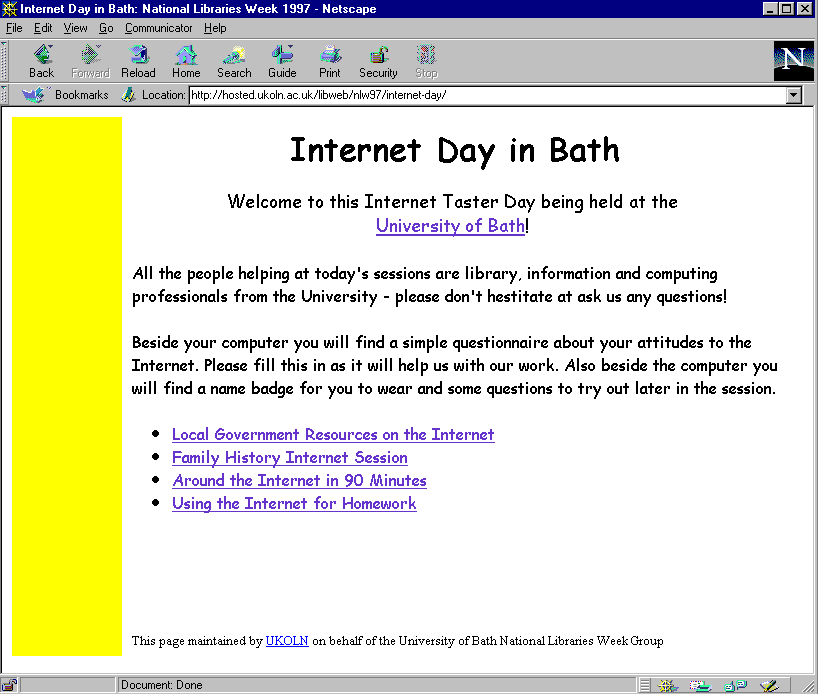 Internet Day in Bath: National Libraries Week 1997 - Netscape
File Edit View Go Communicator Help
Back Forward Reload Home Search Guide Print Security Stop
N
Bookmarks Location: http://hosted.ukoln.ac.uk/libweb/nlw97/internet-day/
Internet Day in Bath
Welcome to this Internet Taster Day being held at the
University of Bath!
All the people helping at today's sessions are library, information and computing
professionals from the University - please don't hestitate at ask us any questions!
Beside your computer you will find a simple questionnaire about your attitudes to the
Internet. Please fill this in as it will help us with our work. Also beside the computer you
will find a name badge for you to wear and some questions to try out later in the session.
Local Government Resources on the Internet
Family History Internet Session
Around the Internet in 90 Minutes
Using the Internet for Homework
This page maintained by UKOLN on behalf of the University of Bath National Libraries Week Group
Document: Done